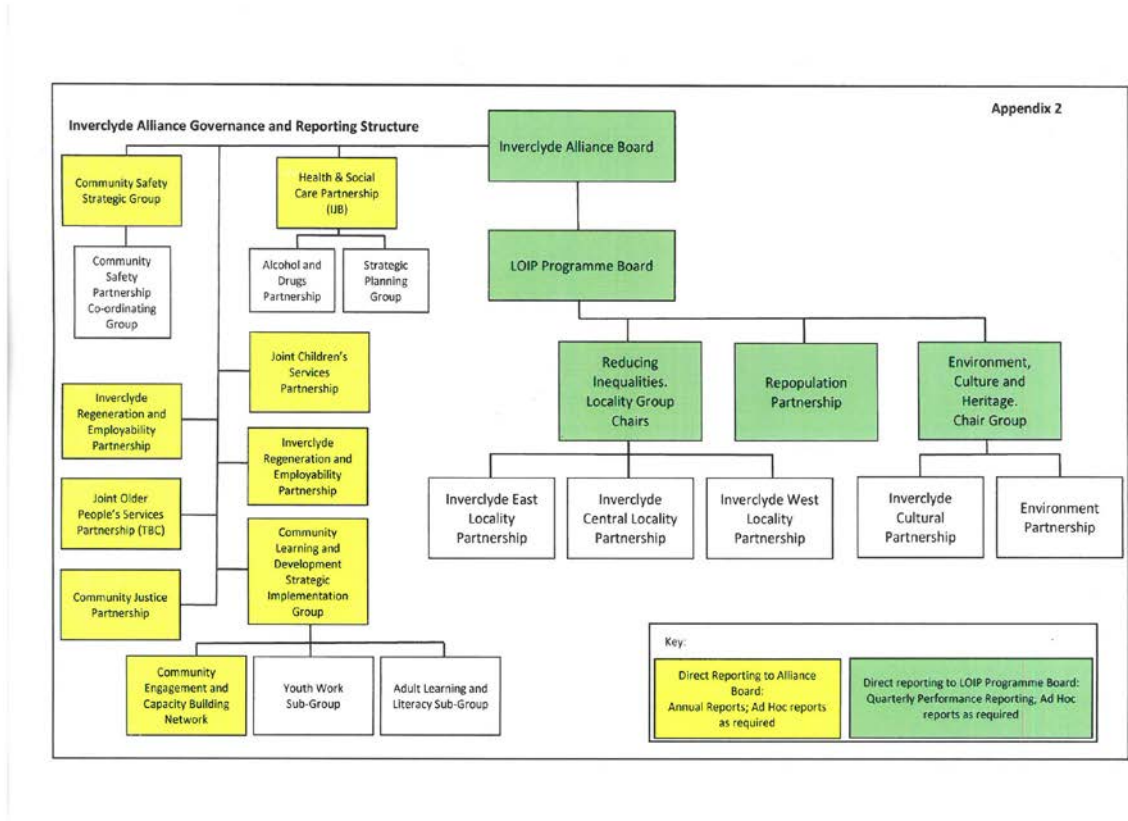 Appendix 2
Inverclyde Alliance Governance and Reporting Structure
Inverclyde Alliance Board
Community Safety
Strategic Group
Health & Social
Care Partnership
(IJB)
Community
Safety
Partnership
Co-ordinating
Group
Alcohol and
Drugs
Partnership
Strategic
Planning
Group
LOIP Programme Board
Joint Children's
Services
Partnership
Reducing
Inequalities.
Locality Group
Chairs
Repopulation
Partnership
Environment,
Culture and
Heritage.
Chair Group
Inverclyde
Regeneration and
Employability
Partnership
Inverclyde
Regeneration and
Employability
Partnership
Joint Older
People's Services
Partnership (TBC)
Inverclyde East
Locality
Partnership
Inverclyde
Central Locality
Partnership
Inverclyde West
Locality
Partnership
Inverclyde
Cultural
Partnership
Environment
Partnership
Community
Learning and
Development
Strategic
Implementation
Group
Community Justice
Partnership
Community
Engagement and
Capacity Building
Network
Youth Work
Sub-Group
Adult Learning and
Literacy Sub-Group
Key:
Direct Reporting to Alliance
Board:
Annual Reports; Ad Hoc reports
as required
Direct reporting to LOIP Programme Board:
Quarterly Performance Reporting, Ad Hoc
reports as required